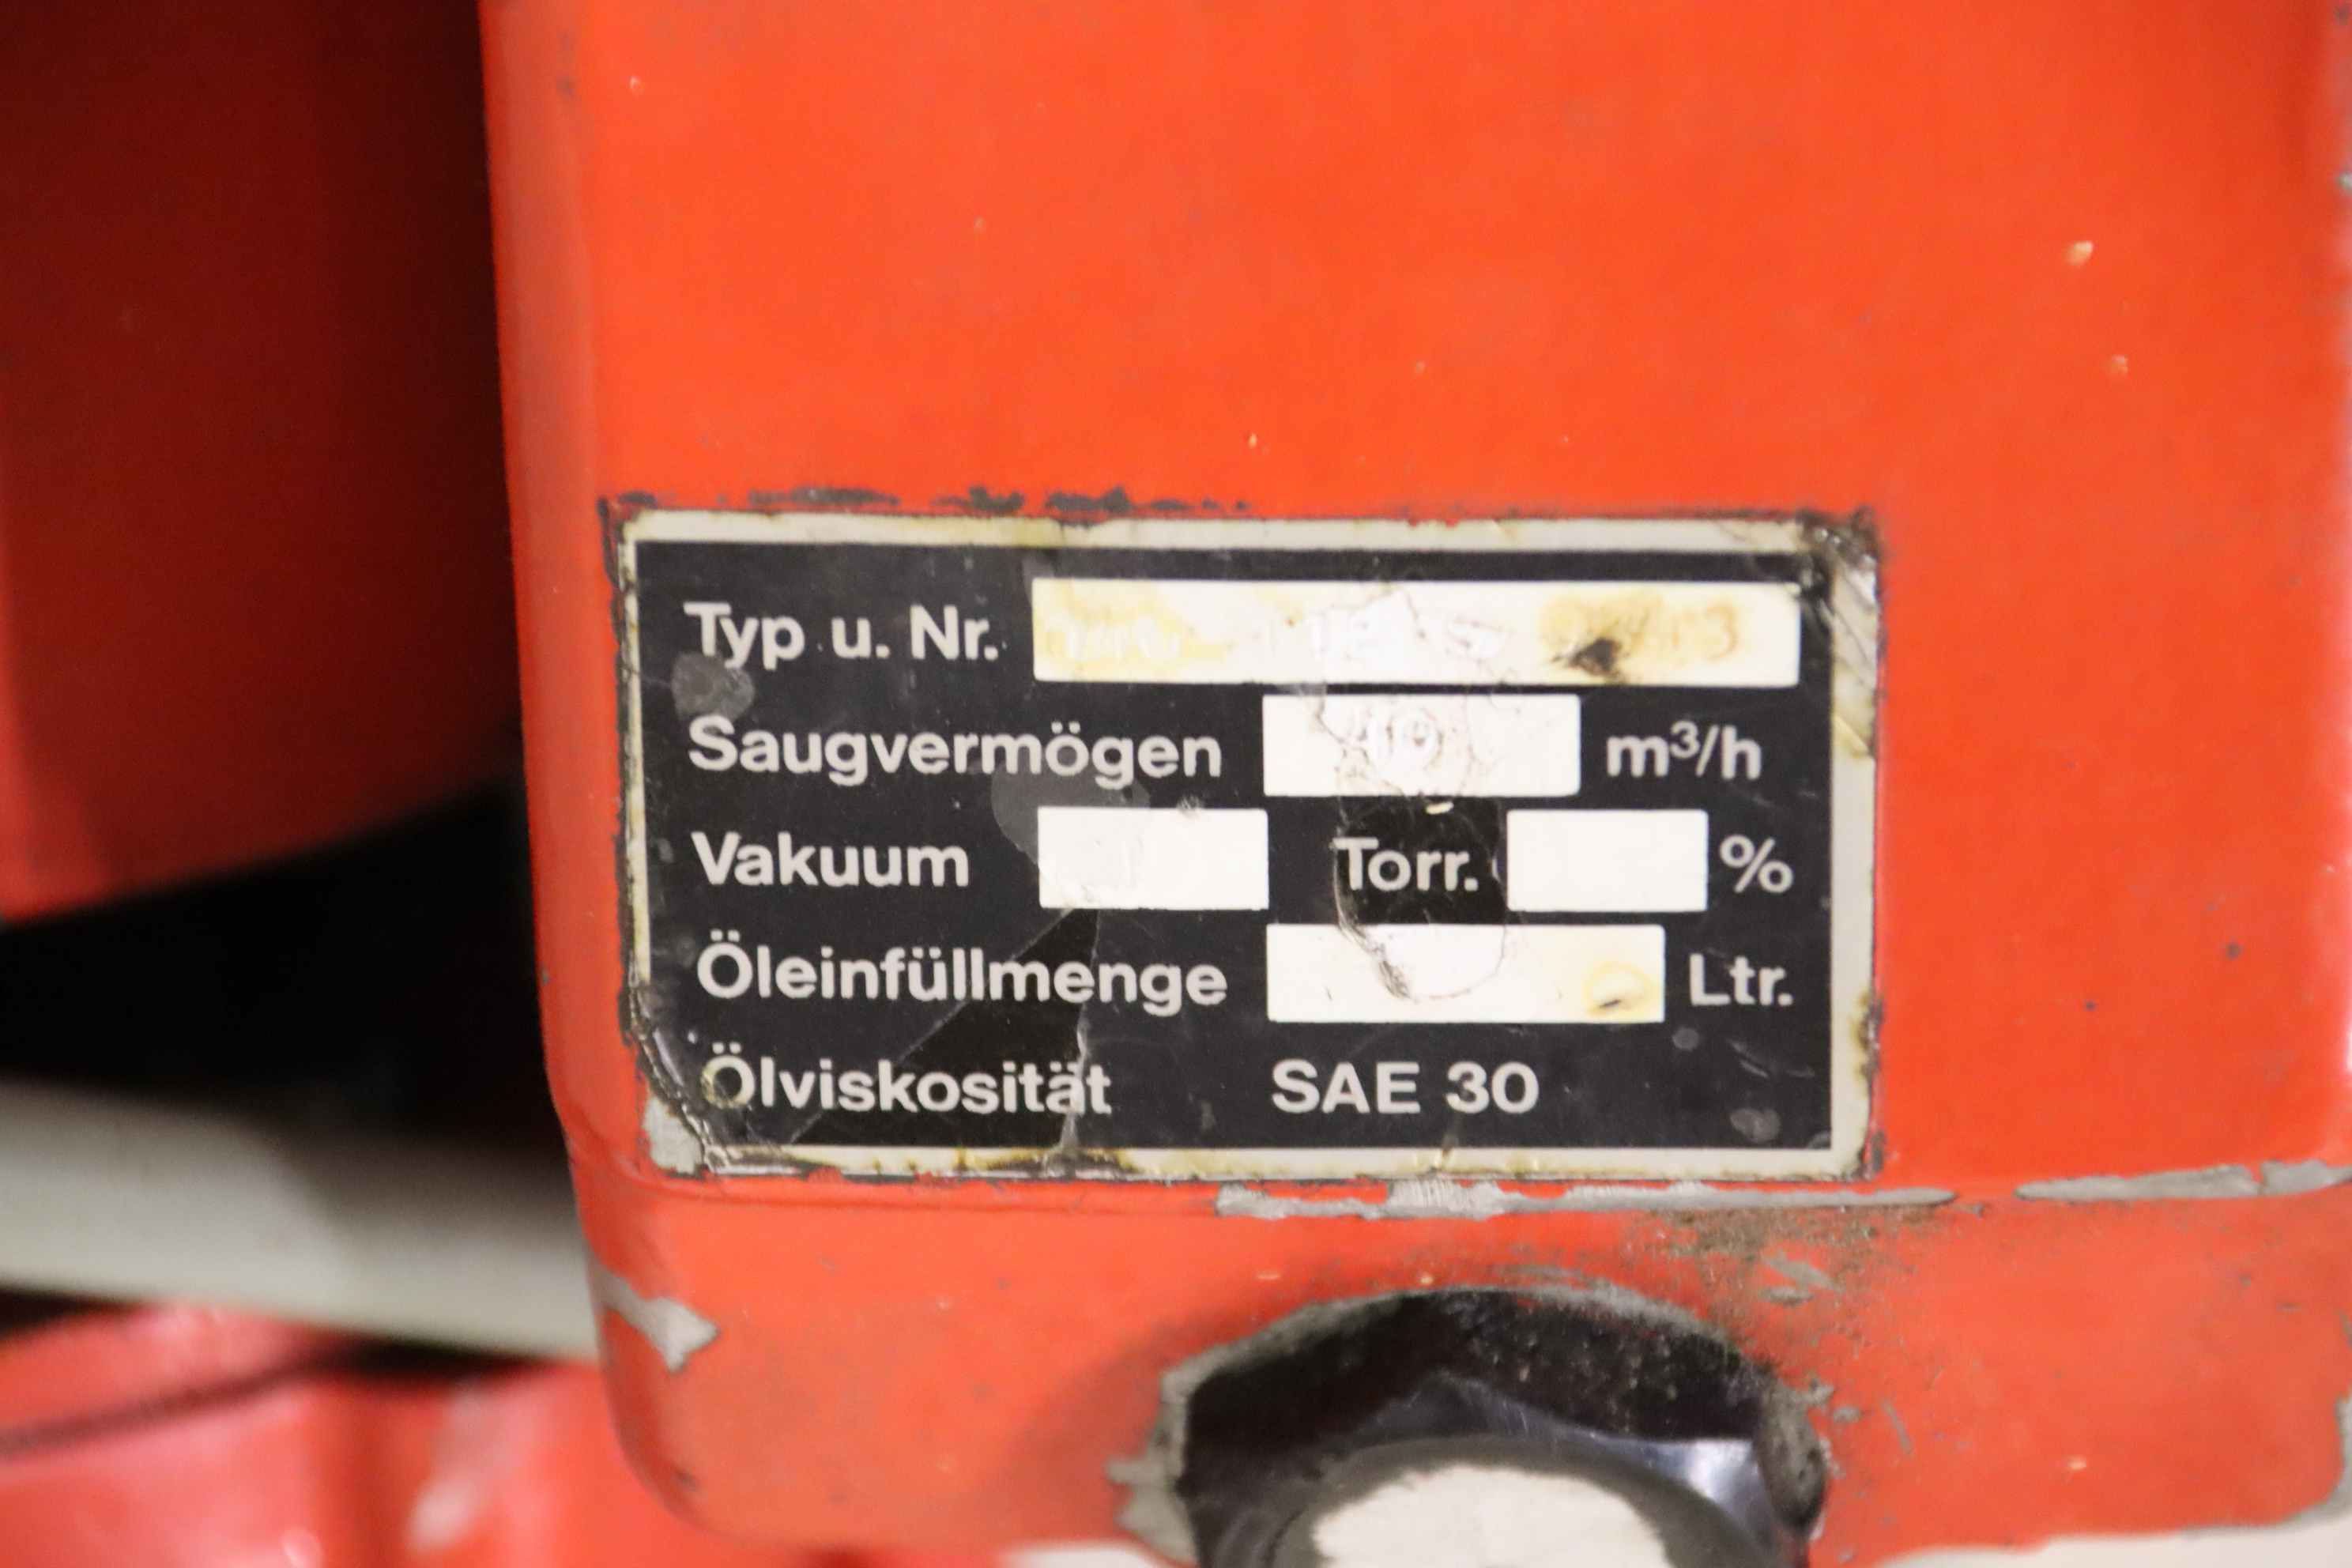 Typ u. Nr.
Saugvermögen m³/h
Vakuum Torr. %
Öleinfüllmenge Ltr.
Ölviskosität SAE 30